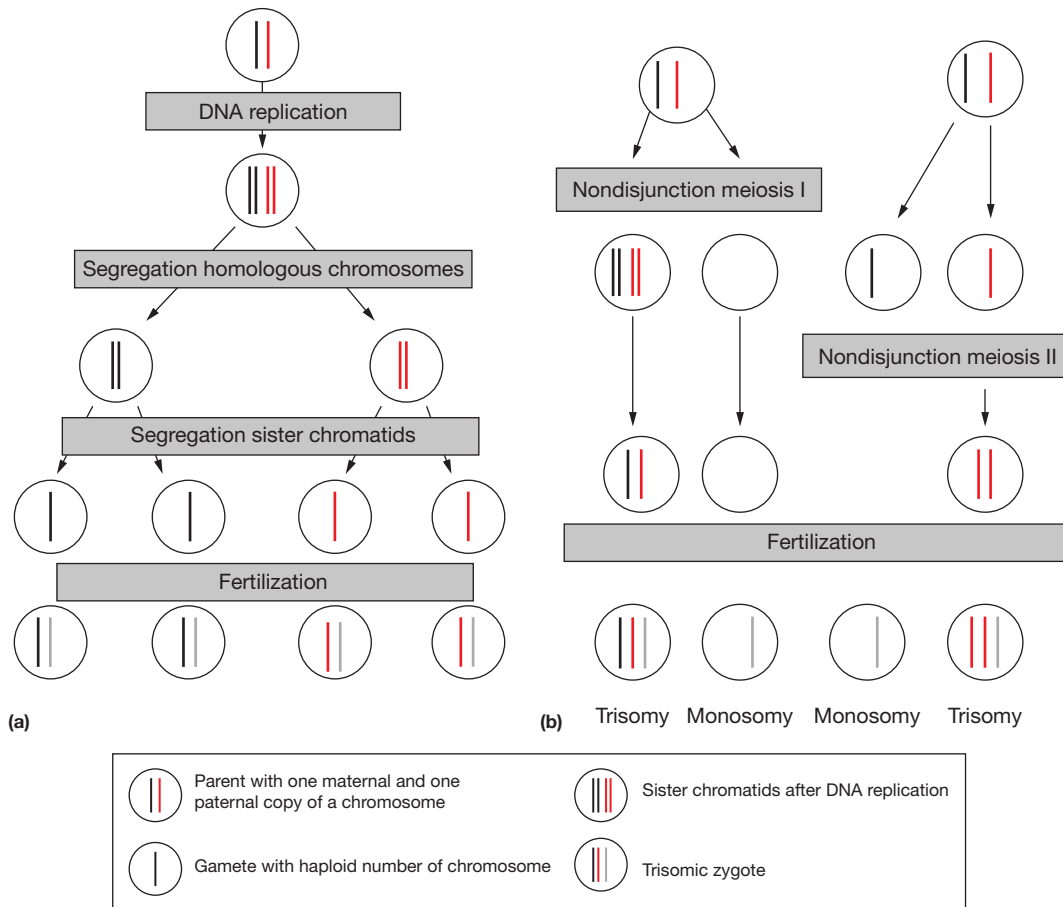 DNA replication
Segregation homologous chromosomes
Segregation sister chromatids
Fertilization
(a)
Nondisjunction meiosis I
Nondisjunction meiosis II
Fertilization
(b)
Trisomy
Monosomy
Monosomy
Trisomy
Parent with one maternal and one
paternal copy of a chromosome
Gamete with haploid number of chromosome
Sister chromatids after DNA replication
Trisomic zygote